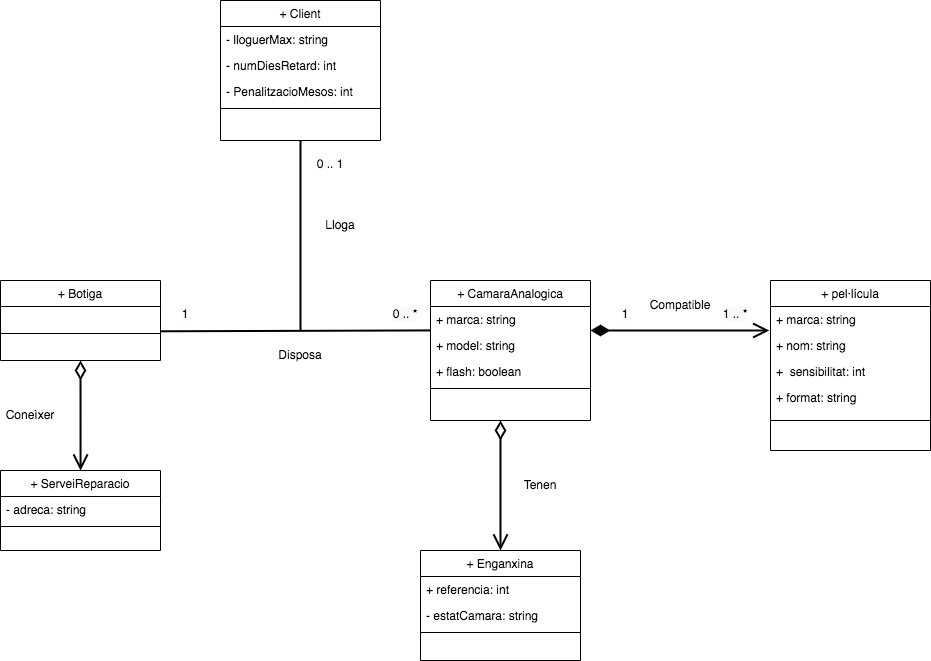 + Client
- lloguerMax: string
- numDiesRetard: int
- PenalitzacioMesos: int
0 .. 1
Lloga
+ Botiga
1
0 .. *
Disposa
+ CamaraAnalogica
+ marca: string
+ model: string
+ flash: boolean
1
Compatible
1 .. *
+ pel·lícula
+ marca: string
+ nom: string
+ sensibilitat: int
+ format: string
Coneìxer
+ ServeiReparacio
- adreca: string
Tenen
+ Enganxina
+ referencia: int
- estatCamara: string